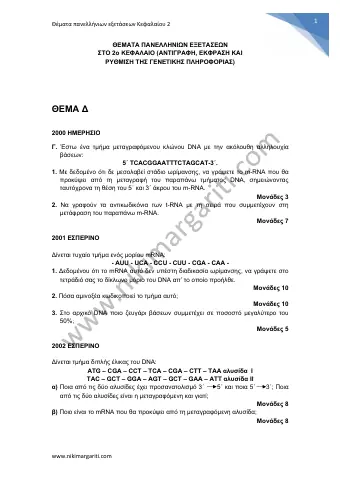 Θέματα πανελλήνιων εξετάσεων Κεφαλαίου 2
1
ΘΕΜΑΤΑ ΠΑΝΕΛΛΗΝΙΩΝ ΕΞΕΤΑΣΕΩΝ
ΣΤΟ 2ο ΚΕΦΑΛΑΙΟ (ΑΝΤΙΓΡΑΦΗ, ΕΚΦΡΑΣΗ ΚΑΙ
ΡΥΘΜΙΣΗ ΤΗΣ ΓΕΝΕΤΙΚΗΣ ΠΛΗΡΟΦΟΡΙΑΣ)
ΘΕΜΑ Δ
2000 ΗΜΕΡΗΣΙΟ
Γ. Έστω ένα τμήμα μεταγραφόμενου κλώνου DNA με την ακόλουθη αλληλουχία
βάσεων:
5΄ TCACGGAATTTCTAGCAT-3΄.
1. Με δεδομένο ότι δε μεσολαβεί στάδιο ωρίμανσης, να γράψετε το m-RNA που θα
προκύψει από τη μεταγραφή του παραπάνω τμήματος DNA, σημειώνοντας
ταυτόχρονα τη θέση του 5΄ και 3΄ άκρου του m-RNA.
Μονάδες 3
2. Να γραφούν τα αντικωδικόνια των t-RNA με τη σειρά που συμμετέχουν στη
μετάφραση του παραπάνω m-RNA.
Μονάδες 7
2001 ΕΣΠΕΡΙΝΟ
Δίνεται τυχαίο τμήμα ενός μορίου mRNA:
- AUU - UCA - CCU - CUU - CGA - CAA -
1. Δεδομένου ότι το mRNA αυτό δεν υπέστη διαδικασία ωρίμανσης, να γράψετε στο
τετράδιό σας το δίκλωνο μόριο του DNA απ΄ το οποίο προήλθε.
Μονάδες 10
2. Πόσα αμινοξέα κωδικοποιεί το τμήμα αυτό;
Μονάδες 10
3. Στο αρχικό DNA ποιο ζευγάρι βάσεων συμμετέχει σε ποσοστό μεγαλύτερο του
50%;
Μονάδες 5
2002 ΕΣΠΕΡΙΝΟ
Δίνεται τμήμα διπλής έλικας του DNA:
ATG – CGA – CCT – TCA – CGA – CTT – TAA αλυσίδα I
TAC – GCT – GGA – AGT – GCT – GAA – ATT αλυσίδα II
α) Ποια από τις δύο αλυσίδες έχει προσανατολισμό 3΄ → 5΄ και ποια 5΄ → 3΄; Ποια
από τις δύο αλυσίδες είναι η μεταγραφόμενη και γιατί;
Μονάδες 8
β) Ποιο είναι το mRNA που θα προκύψει από τη μεταγραφόμενη αλυσίδα;
Μονάδες 8
www.nikimargariti.com
www.nikimargariti.com